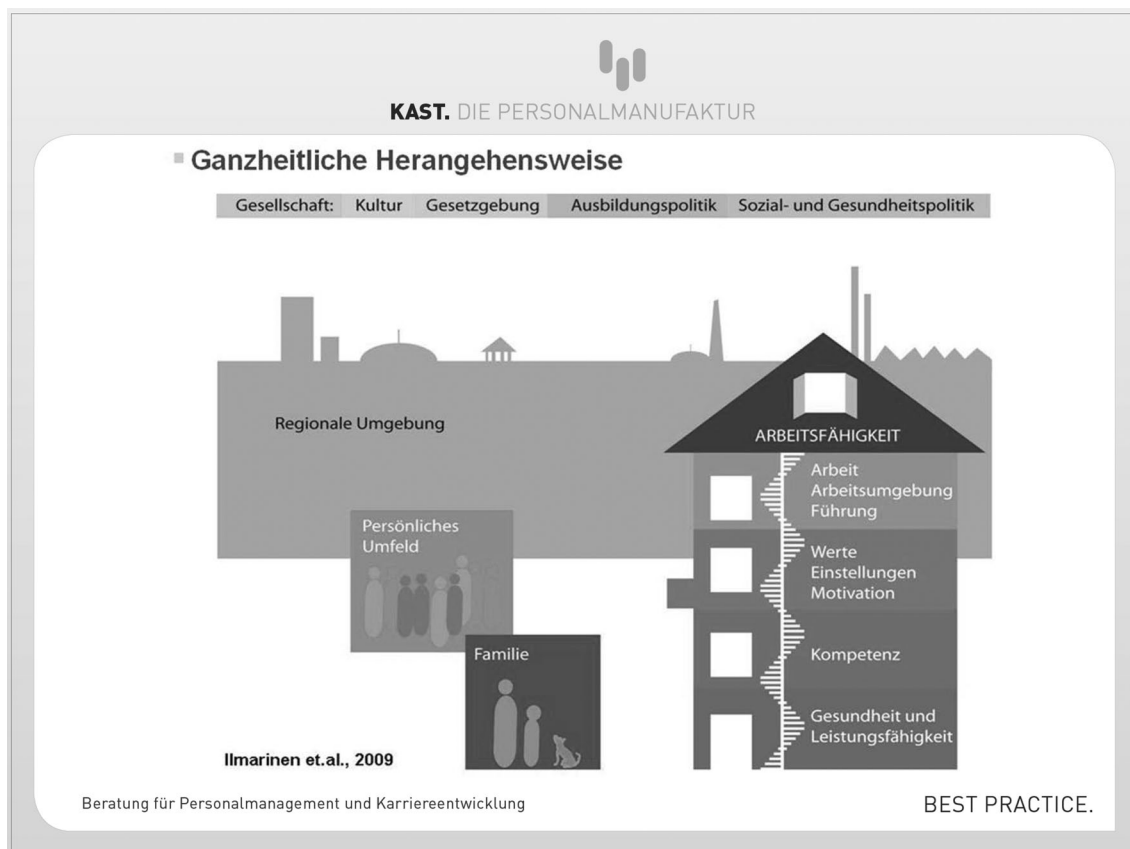 KAST. DIE PERSONALMANUFAKTUR
Ganzheitliche Herangehensweise
Gesellschaft: Kultur Gesetzgebung Ausbildungspolitik Sozial- und Gesundheitspolitik
Regionale Umgebung
ARBEITSFÄHIGKEIT
Arbeit
Arbeitsumgebung
Führung
Persönliches
Umfeld
Werte
Einstellungen
Motivation
Familie
Kompetenz
Gesundheit und
Leistungsfähigkeit
Ilmarinen et.al., 2009
Beratung für Personalmanagement und Karriereentwicklung
BEST PRACTICE.